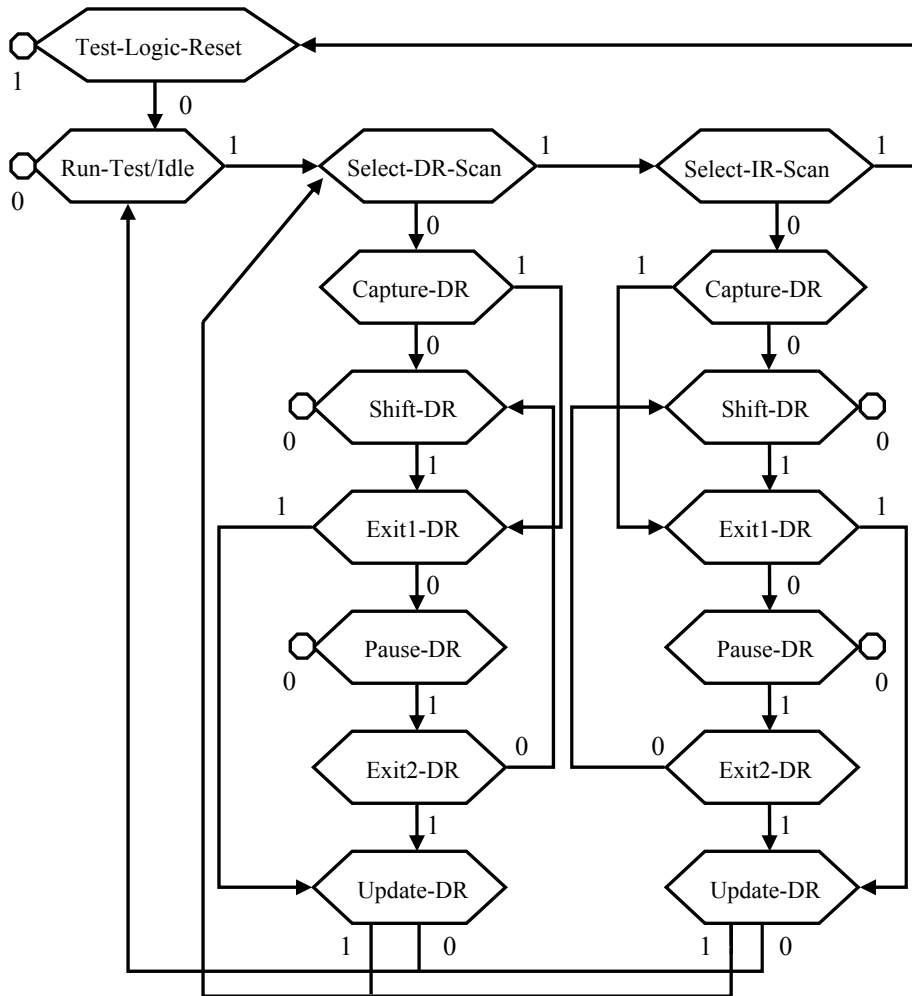 Test-Logic-Reset
1
0
Run-Test/Idle
1
Select-DR-Scan
1
Select-IR-Scan
1
0
0
0
Capture-DR
1
1
Capture-DR
0
0
Shift-DR
Shift-DR
0
0
1
1
1
Exit1-DR
Exit1-DR
1
0
0
Pause-DR
Pause-DR
0
0
1
1
Exit2-DR
0
0
Exit2-DR
1
1
Update-DR
Update-DR
1
0
1
0